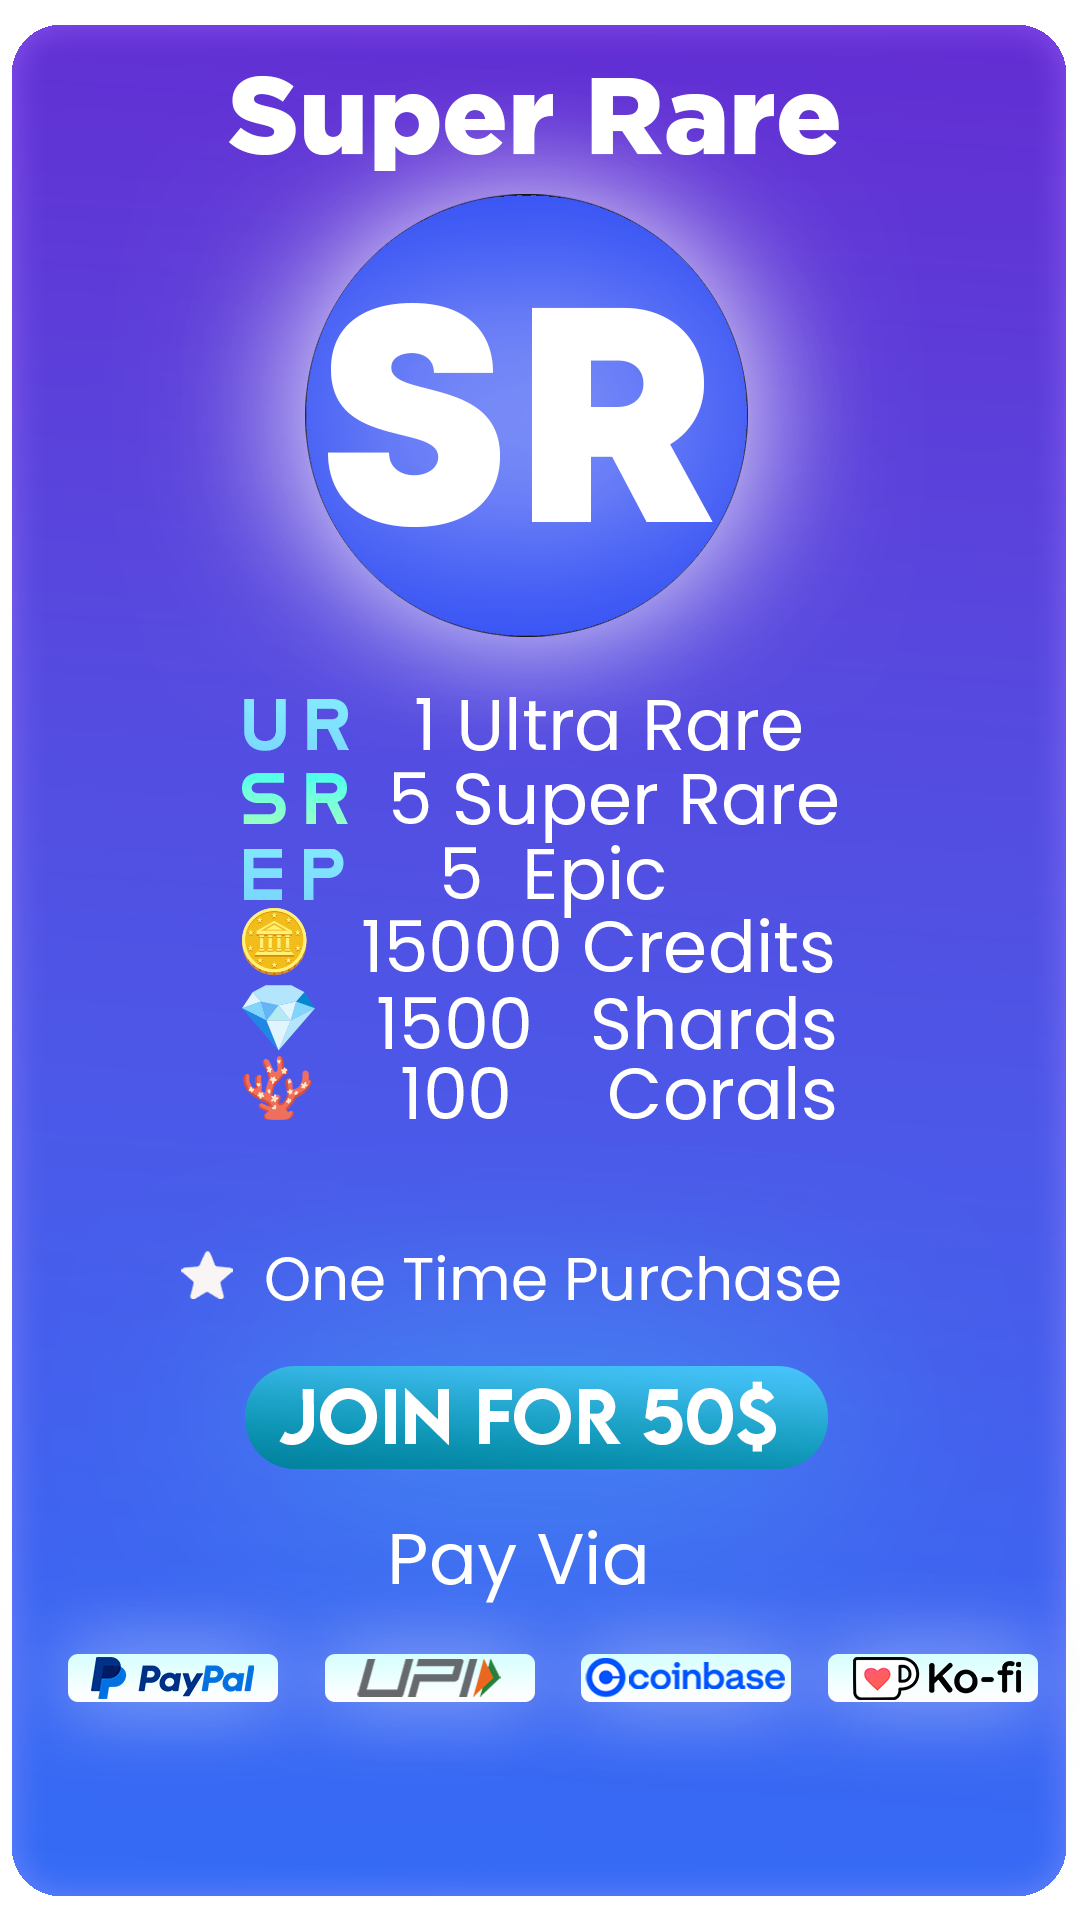 Super Rare
SR
UR 1 Ultra Rare
SR 5 Super Rare
EP 5 Epic
15000 Credits
1500 Shards
100 Corals
One Time Purchase
JOIN FOR 50$
Pay Via
PayPal UPI coinbase Ko-fi